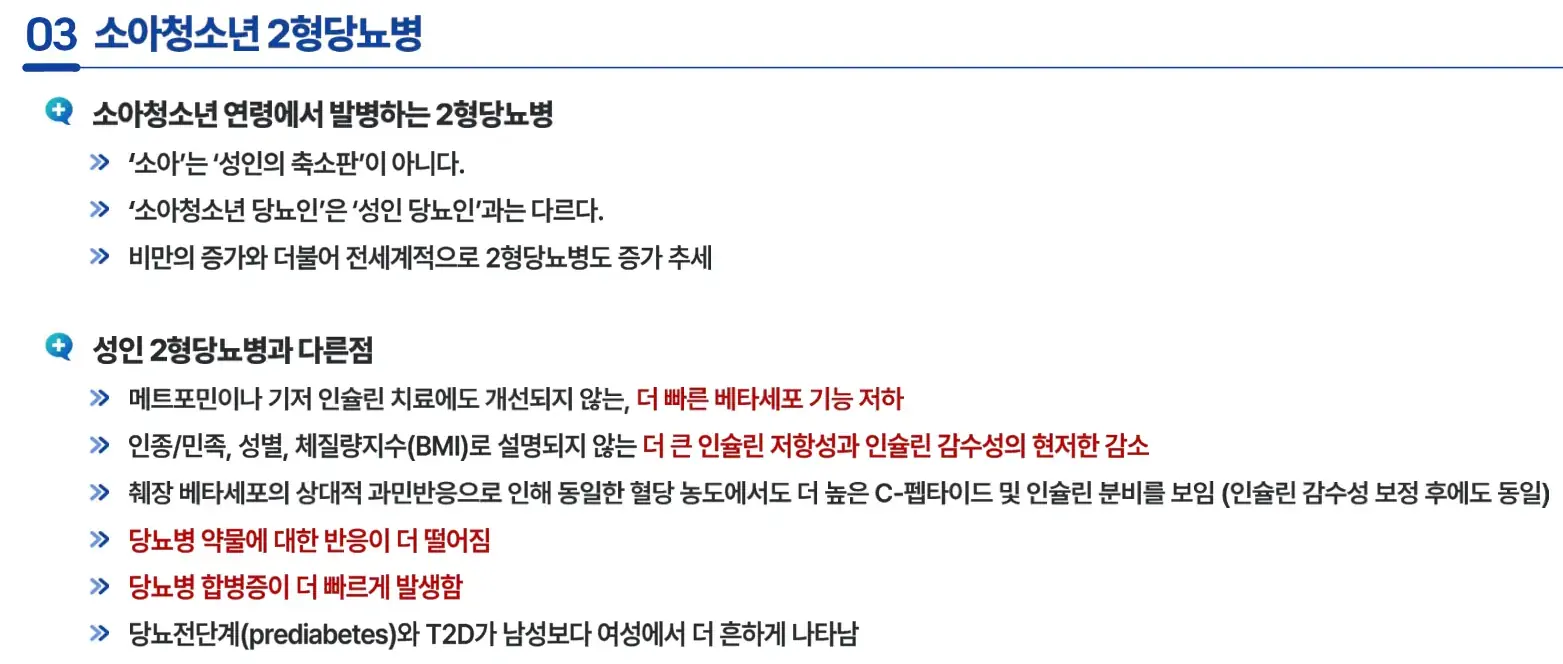 03 소아청소년 2형당뇨병
소아청소년 연령에서 발병하는 2형당뇨병
‘소아’는 ‘성인의 축소판’이 아니다.
‘소아청소년 당뇨인’은 ‘성인 당뇨인’과는 다르다.
비만의 증가와 더불어 전세계적으로 2형당뇨병도 증가 추세
성인 2형당뇨병과 다른점
메트포민이나 기저 인슐린 치료에도 개선되지 않는, 더 빠른 베타세포 기능 저하
인종/민족, 성별, 체질량지수(BMI)로 설명되지 않는 더 큰 인슐린 저항성과 인슐린 감수성의 현저한 감소
췌장 베타세포의 상대적 과민반응으로 인해 동일한 혈당 농도에서도 더 높은 C-펩타이드 및 인슐린 분비를 보임 (인슐린 감수성 보정 후에도 동일)
당뇨병 약물에 대한 반응이 더 떨어짐
당뇨병 합병증이 더 빠르게 발생함
당뇨전단계(prediabetes)와 T2D가 남성보다 여성에서 더 흔하게 나타남